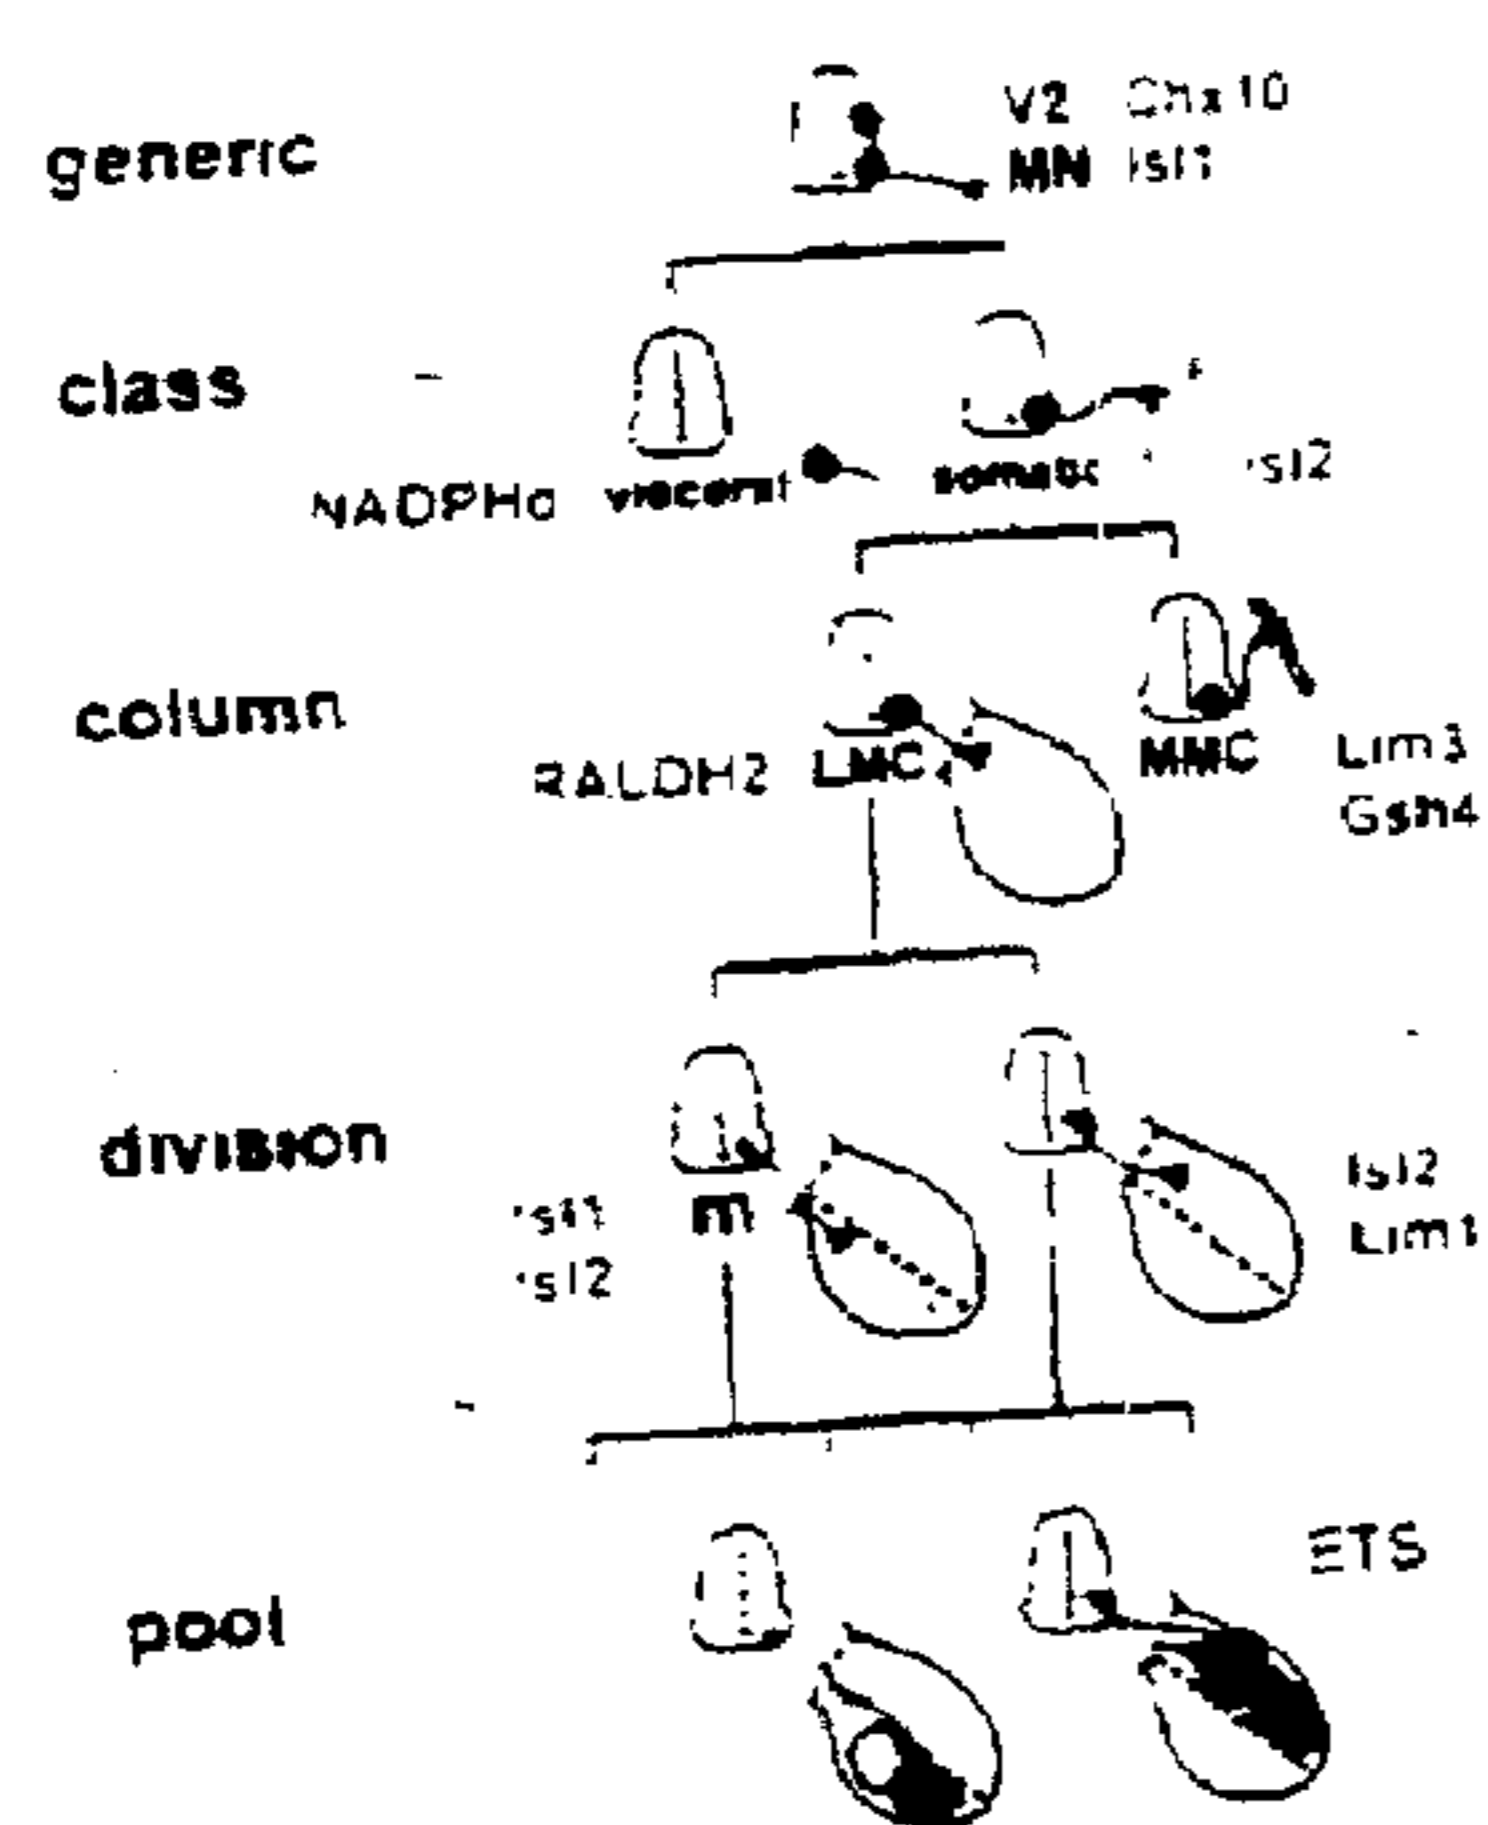 generic
V2 Chx10
MN Isl1
class
NADPHd visceral somatic Isl2
column
RALDH2 LMC MMC Lim3
Gsh4
division
Isl1 m Isl2
Isl2 Lim1
pool
ETS